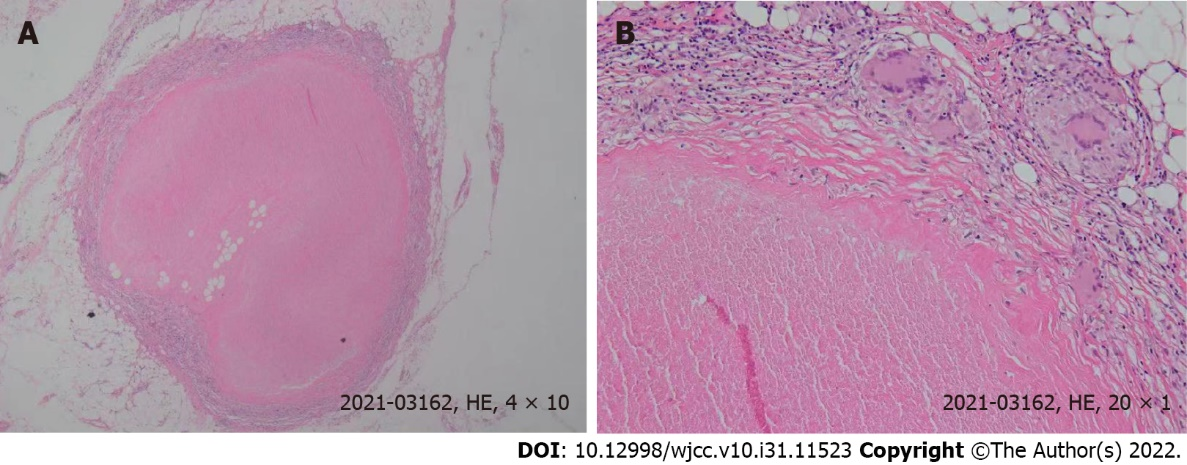 A
B
2021-03162, HE, 4 × 10
2021-03162, HE, 20 × 1
DOI: 10.12998/wjcc.v10.i31.11523 Copyright ©The Author(s) 2022.